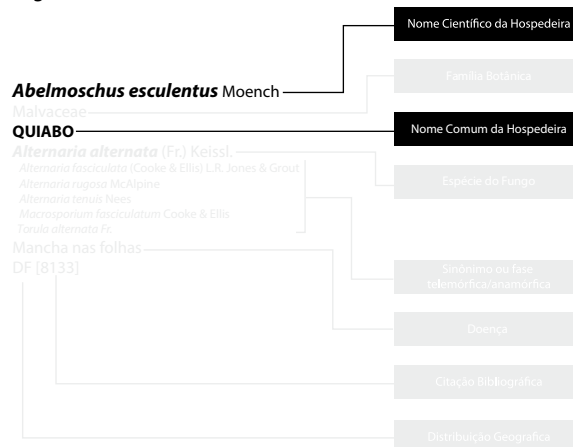 Nome Científico da Hospedeira
Família Botânica
Abelmoschus esculentus Moench
Malvaceae
QUIABO
Nome Comum da Hospedeira
Alternaria alternata (Fr.) Keissl.
Alternaria fasciculata (Cooke & Ellis) L.R. Jones & Grout
Alternaria rugosa McAlpine
Alternaria tenuis Nees
Macrosporium fasciculatum Cooke & Ellis
Torula alternata Fr.
Espécie do Fungo
Mancha nas folhas
DF [8133]
Sinônimo ou fase
telemórfica/anamórfica
Doença
Citação Bibliográfica
Distribuição Geográfica